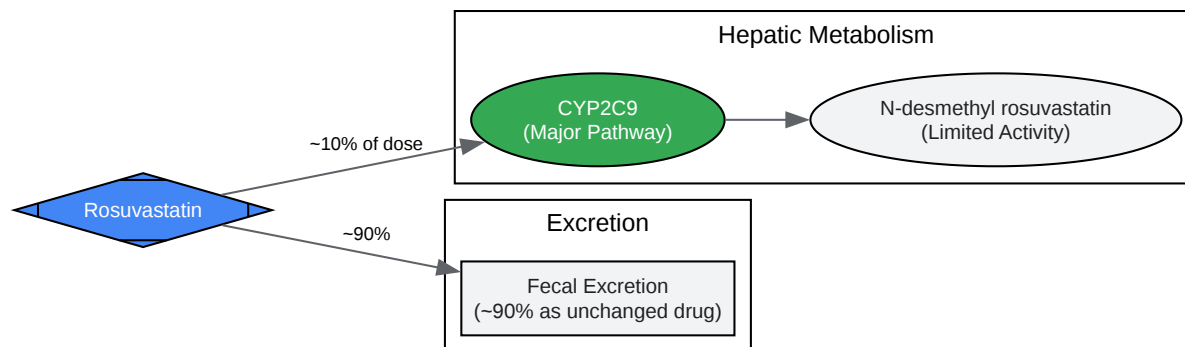 Hepatic Metabolism
CYP2C9
(Major Pathway)
N-desmethyl rosuvastatin
(Limited Activity)
~10% of dose
Rosuvastatin
~90%
Excretion
Fecal Excretion
(~90% as unchanged drug)